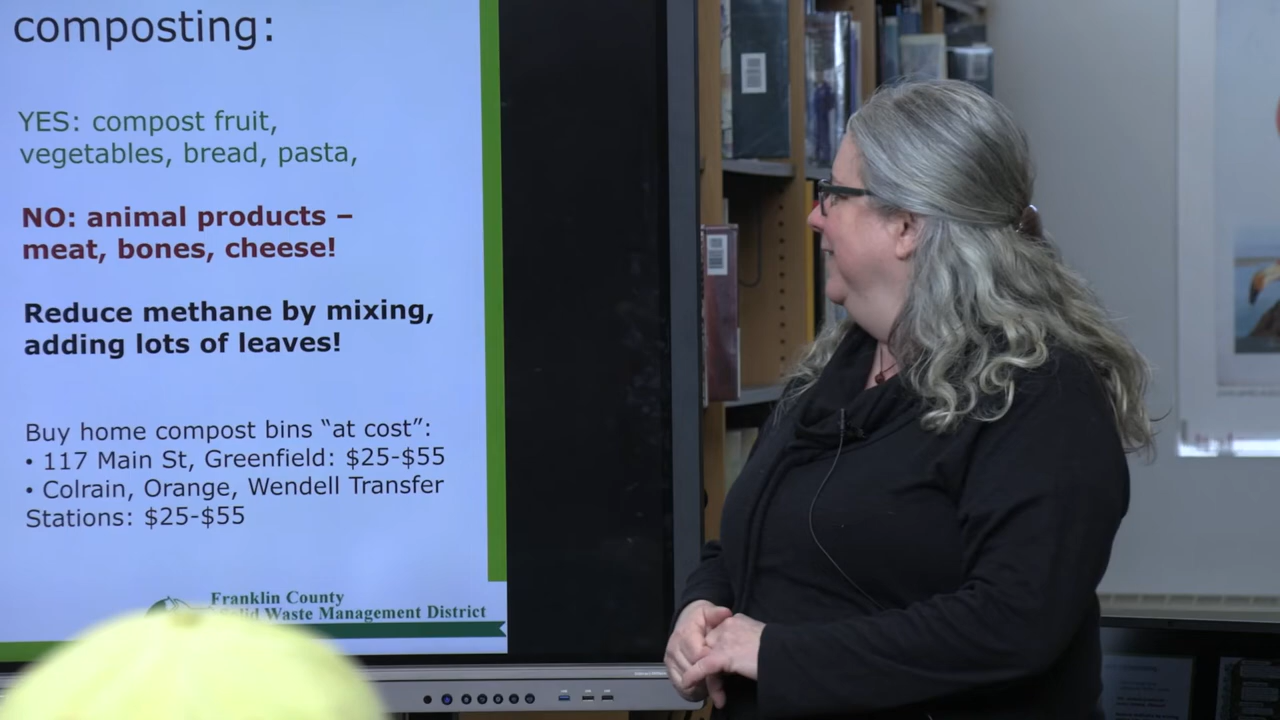 composting:
YES: compost fruit,
vegetables, bread, pasta,
NO: animal products –
meat, bones, cheese!
Reduce methane by mixing,
adding lots of leaves!
Buy home compost bins “at cost”:
• 117 Main St, Greenfield: $25-$55
• Colrain, Orange, Wendell Transfer
Stations: $25-$55
Franklin County
Solid Waste Management District